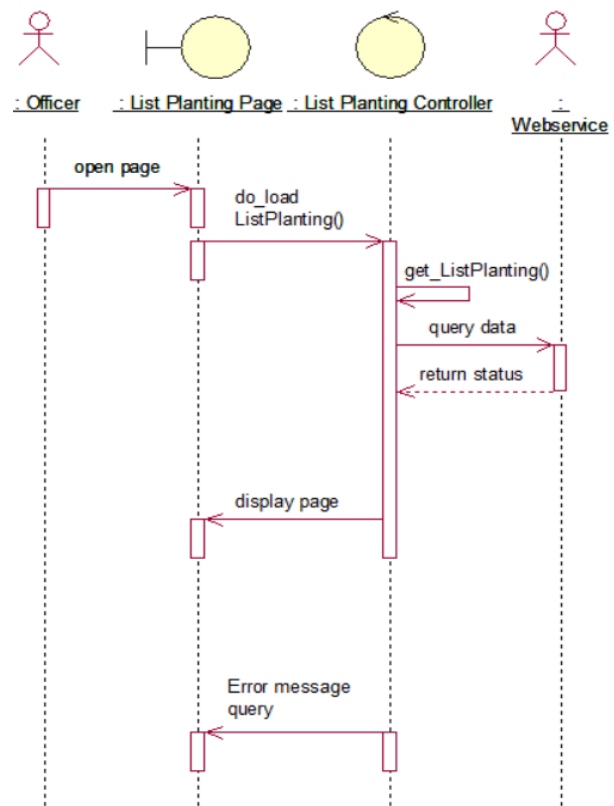 : Officer
: List Planting Page
: List Planting Controller
:
Webservice
open page
do_load
ListPlanting()
get_ListPlanting()
query data
return status
display page
Error message
query